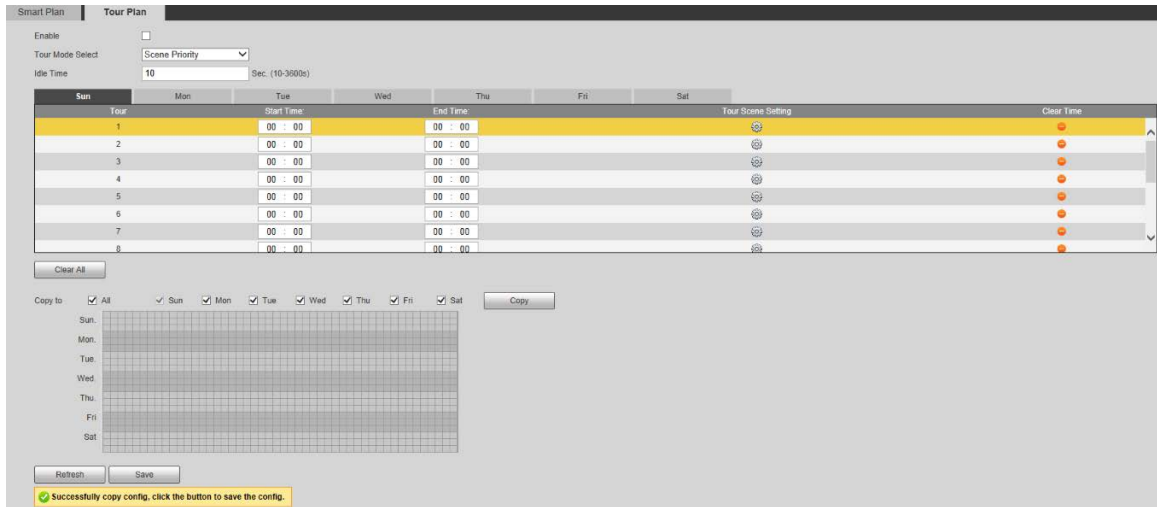 Smart Plan Tour Plan
Enable
Tour Mode Select Scene Priority
Idle Time 10 Sec. (10-3600s)
Sun Mon Tue Wed Thu Fri Sat
Tour Start Time: End Time: Tour Scene Setting Clear Time
1 00 : 00 00 : 00
2 00 : 00 00 : 00
3 00 : 00 00 : 00
4 00 : 00 00 : 00
5 00 : 00 00 : 00
6 00 : 00 00 : 00
7 00 : 00 00 : 00
8 00 : 00 00 : 00
Clear All
Copy to All Sun Mon Tue Wed Thu Fri Sat Copy
Sun.
Mon.
Tue.
Wed.
Thu.
Fri
Sat
Refresh Save
Successfully copy config, click the button to save the config.